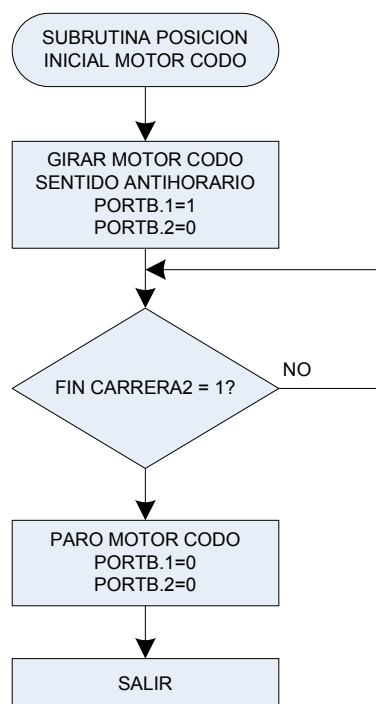 SUBRUTINA POSICION
INICIAL MOTOR CODO
GIRAR MOTOR CODO
SENTIDO ANTIHORARIO
PORTB.1=1
PORTB.2=0
FIN CARRERA2 = 1?
NO
PARO MOTOR CODO
PORTB.1=0
PORTB.2=0
SALIR